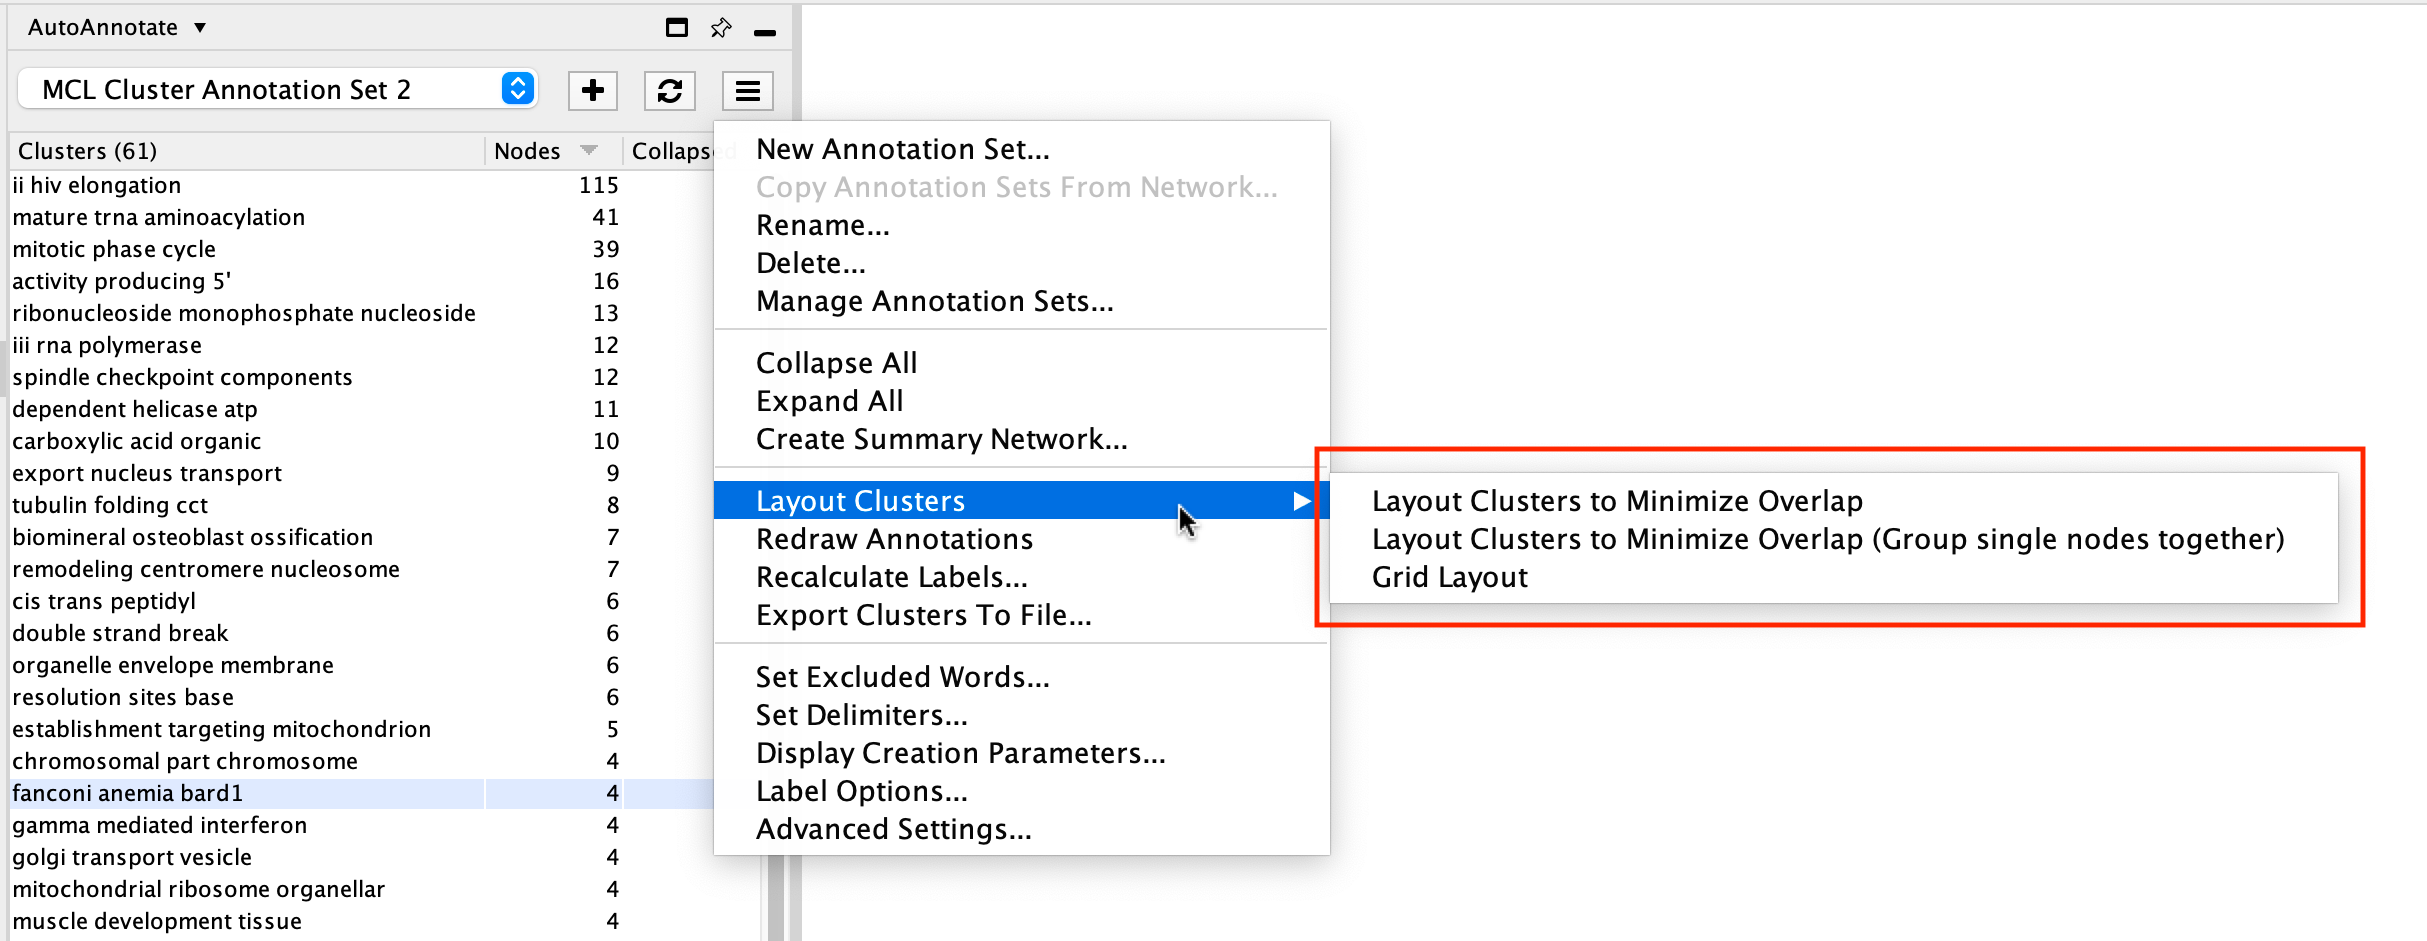 AutoAnnotate
MCL Cluster Annotation Set 2
Clusters (61) Nodes Collapsed
ii hiv elongation 115
mature trna aminoacylation 41
mitotic phase cycle 39
activity producing 5' 16
ribonucleoside monophosphate nucleoside 13
iii rna polymerase 12
spindle checkpoint components 12
dependent helicase atp 11
carboxylic acid organic 10
export nucleus transport 9
tubulin folding cct 8
biomineral osteoblast ossification 7
remodeling centromere nucleosome 7
cis trans peptidyl 6
double strand break 6
organelle envelope membrane 6
resolution sites base 6
establishment targeting mitochondrion 5
chromosomal part chromosome 4
fanconi anemia bard1 4
gamma mediated interferon 4
golgi transport vesicle 4
mitochondrial ribosome organellar 4
muscle development tissue 4
New Annotation Set...
Copy Annotation Sets From Network...
Rename...
Delete...
Manage Annotation Sets...
Collapse All
Expand All
Create Summary Network...
Layout Clusters
Redraw Annotations
Recalculate Labels...
Export Clusters To File...
Set Excluded Words...
Set Delimiters...
Display Creation Parameters...
Label Options...
Advanced Settings...
Layout Clusters to Minimize Overlap
Layout Clusters to Minimize Overlap (Group single nodes together)
Grid Layout